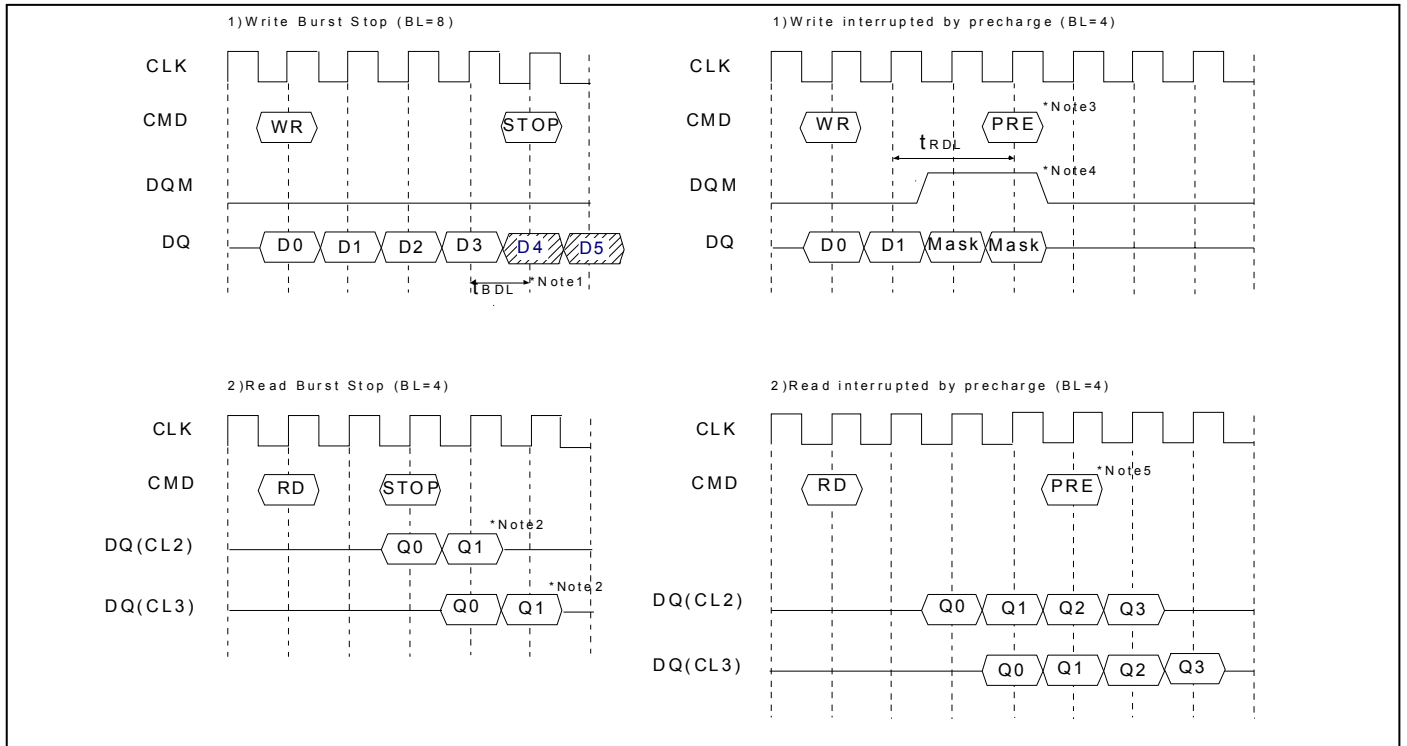 1)Write Burst Stop (BL=8)
CLK
CMD
WR
STOP
DQM
DQ
D0
D1
D2
D3
D4
D5
tBDL
*Note1
1)Write interrupted by precharge (BL=4)
CLK
CMD
WR
PRE
*Note3
tRDL
DQM
*Note4
DQ
D0
D1
Mask
Mask
2)Read Burst Stop (BL=4)
CLK
CMD
RD
STOP
*Note2
DQ(CL2)
Q0
Q1
*Note2
DQ(CL3)
Q0
Q1
2)Read interrupted by precharge (BL=4)
CLK
CMD
RD
PRE
*Note5
DQ(CL2)
Q0
Q1
Q2
Q3
DQ(CL3)
Q0
Q1
Q2
Q3